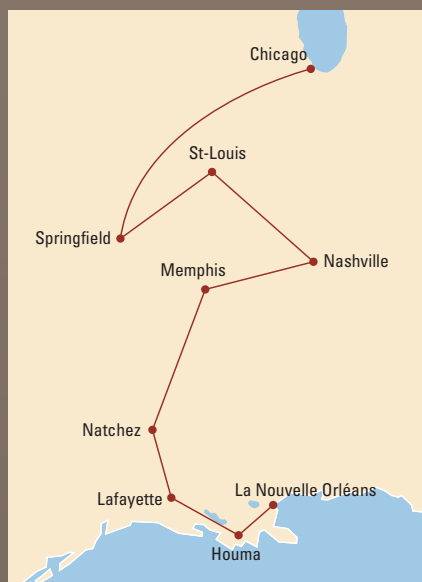 Chicago
St-Louis
Springfield
Nashville
Memphis
Natchez
La Nouvelle Orléans
Lafayette
Houma